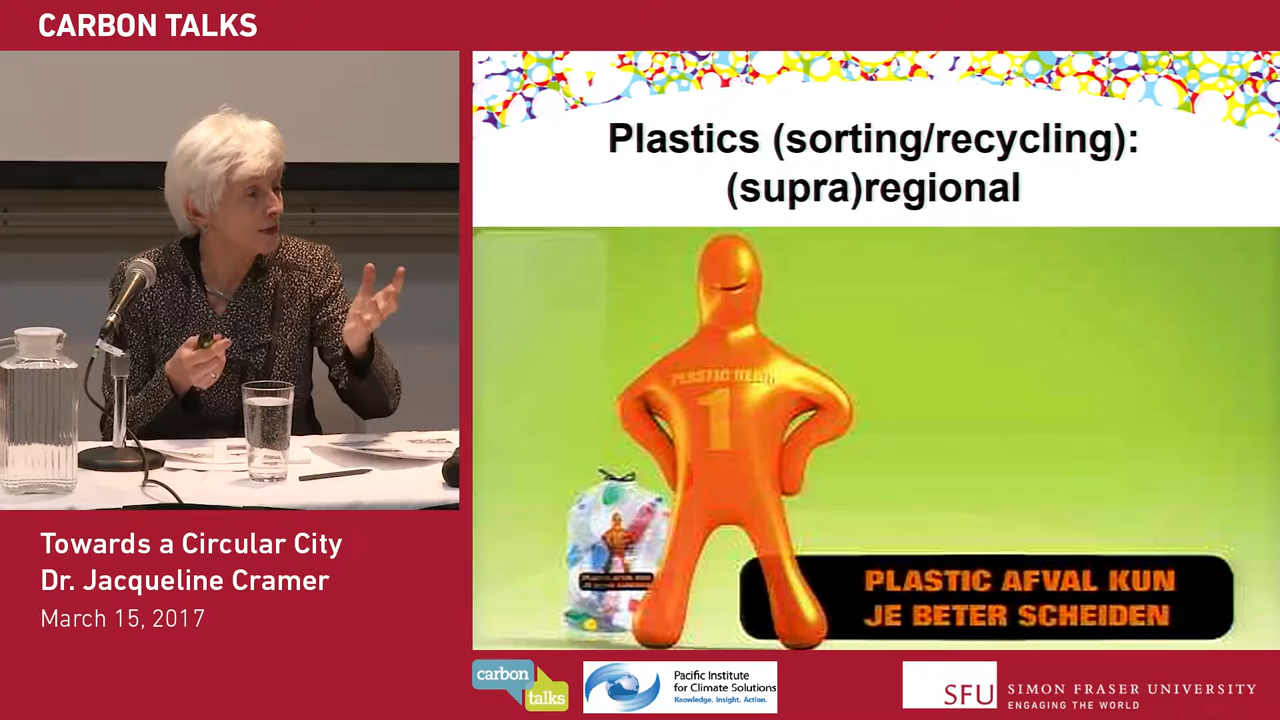 CARBON TALKS
Plastics (sorting/recycling):
(supra)regional
PLASTIC
1
PLASTIC AFVAL KUN
JE BETER SCHEIDEN
Towards a Circular City
Dr. Jacqueline Cramer
March 15, 2017
carbon
talks
Pacific Institute
for Climate Solutions
Knowledge. Insight. Action.
SFU
SIMON FRASER UNIVERSITY
ENGAGING THE WORLD